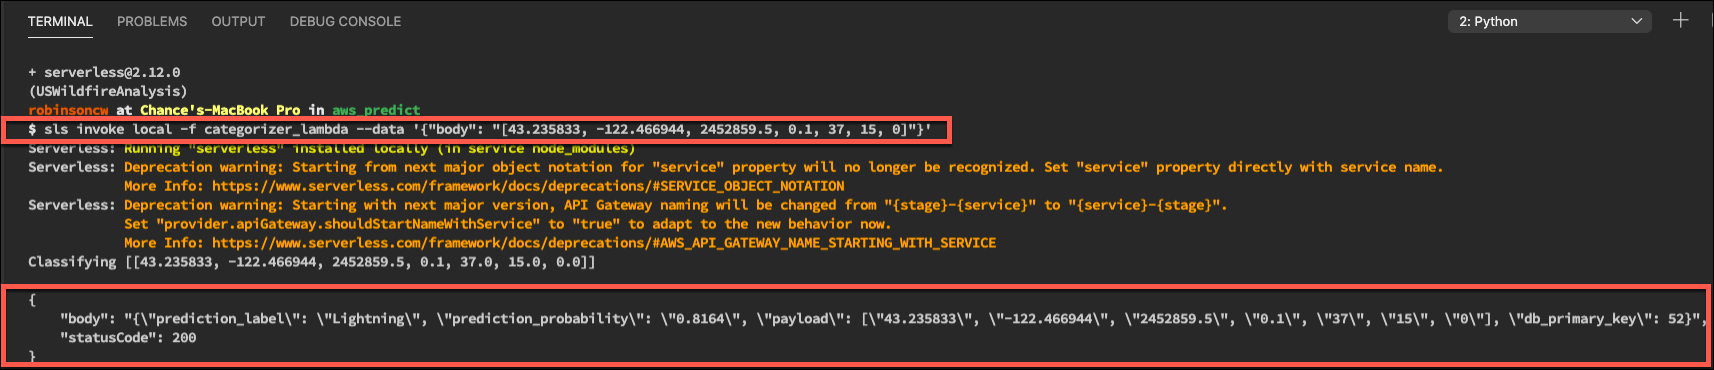 TERMINAL PROBLEMS OUTPUT DEBUG CONSOLE 2: Python
+ serverless@2.12.0
(USWildfireAnalysis)
robinsoncw at Chance's-MacBook Pro in aws_predict
$ sls invoke local -f categorizer_lambda --data '{"body": "[43.235833, -122.466944, 2452859.5, 0.1, 37, 15, 0]"}'
Serverless: Running "serverless" installed locally (in service node_modules)
Serverless: Deprecation warning: Starting from next major object notation for "service" property will no longer be recognized. Set "service" property directly with service name.
More Info: https://www.serverless.com/framework/docs/deprecations/#SERVICE_OBJECT_NOTATION
Serverless: Deprecation warning: Starting with next major version, API Gateway naming will be changed from "{stage}-{service}" to "{service}-{stage}".
Set "provider.apiGateway.shouldStartNameWithService" to "true" to adapt to the new behavior now.
More Info: https://www.serverless.com/framework/docs/deprecations/#AWS_API_GATEWAY_NAME_STARTING_WITH_SERVICE
Classifying [[43.235833, -122.466944, 2452859.5, 0.1, 37.0, 15.0, 0.0]]
{
"body": "{\"prediction_label\": \"Lightning\", \"prediction_probability\": \"0.8164\", \"payload\": [\"43.235833\", \"-122.466944\", \"2452859.5\", \"0.1\", \"37\", \"15\", \"0\"], \"db_primary_key\": 52}",
"statusCode": 200
}